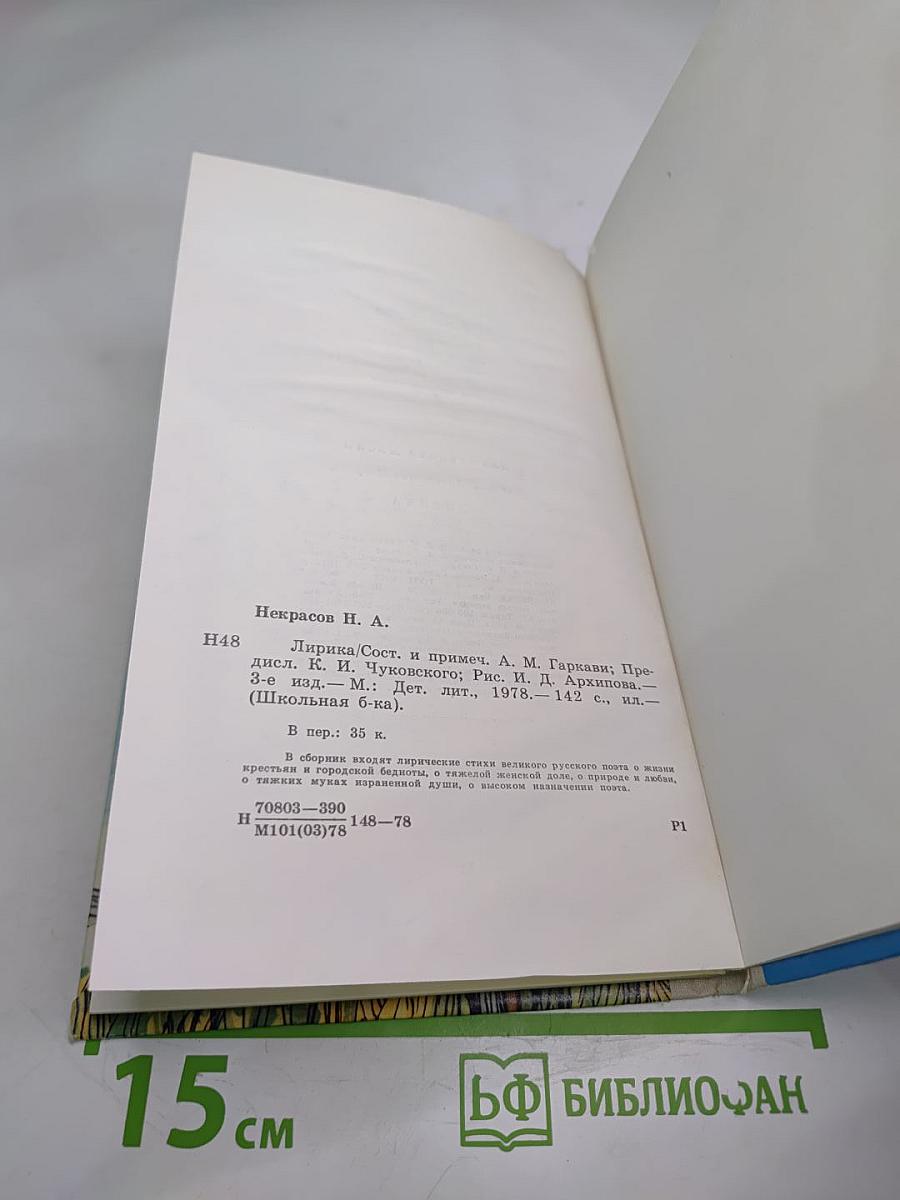 Некрасов Н. А.
Н48
Лирика/Сост. и примеч. А. М. Гаркави; Пре-
дисл. К. И. Чуковского; Рис. И. Д. Архипова.—
3-е изд.— М.: Дет. лит., 1978.— 142 с., ил.—
(Школьная б-ка).
В пер.: 35 к.
В сборник входят лирические стихи великого русского поэта о жизни
крестьян и городской бедноты, о тяжелой женской доле, о природе и любви,
о тяжких муках израненной души, о высоком назначении поэта.
Н 70803—390
М101(03)78 148—78
Р1
15 см
БФ БИБЛИОФАН